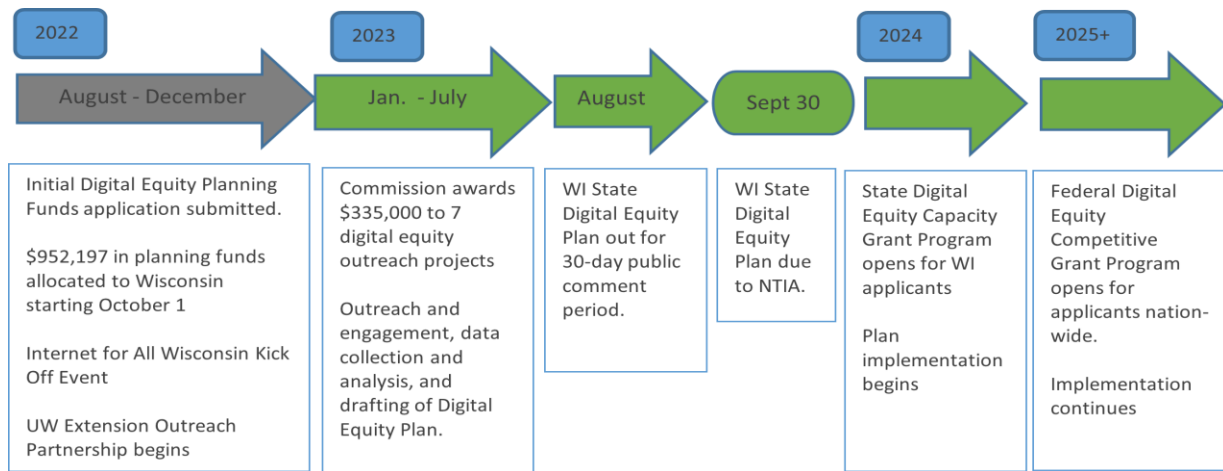 2022
2023
2024
2025+
August - December
Jan.  - July
August
Sept 30
Initial Digital Equity Planning
Funds application submitted.
$952,197 in planning funds
allocated to Wisconsin
starting October 1
Internet for All Wisconsin Kick
Off Event
UW Extension Outreach
Partnership begins
Commission awards
$335,000 to 7
digital equity
outreach projects
Outreach and
engagement, data
collection and
analysis, and
drafting of Digital
Equity Plan.
WI State
Digital Equity
Plan out for
30-day public
comment
period.
WI State
Digital
Equity
Plan due
to NTIA.
State Digital
Equity Capacity
Grant Program
opens for WI
applicants
Plan
implementation
begins
Federal Digital
Equity
Competitive
Grant Program
opens for
applicants nation-
wide.
Implementation
continues